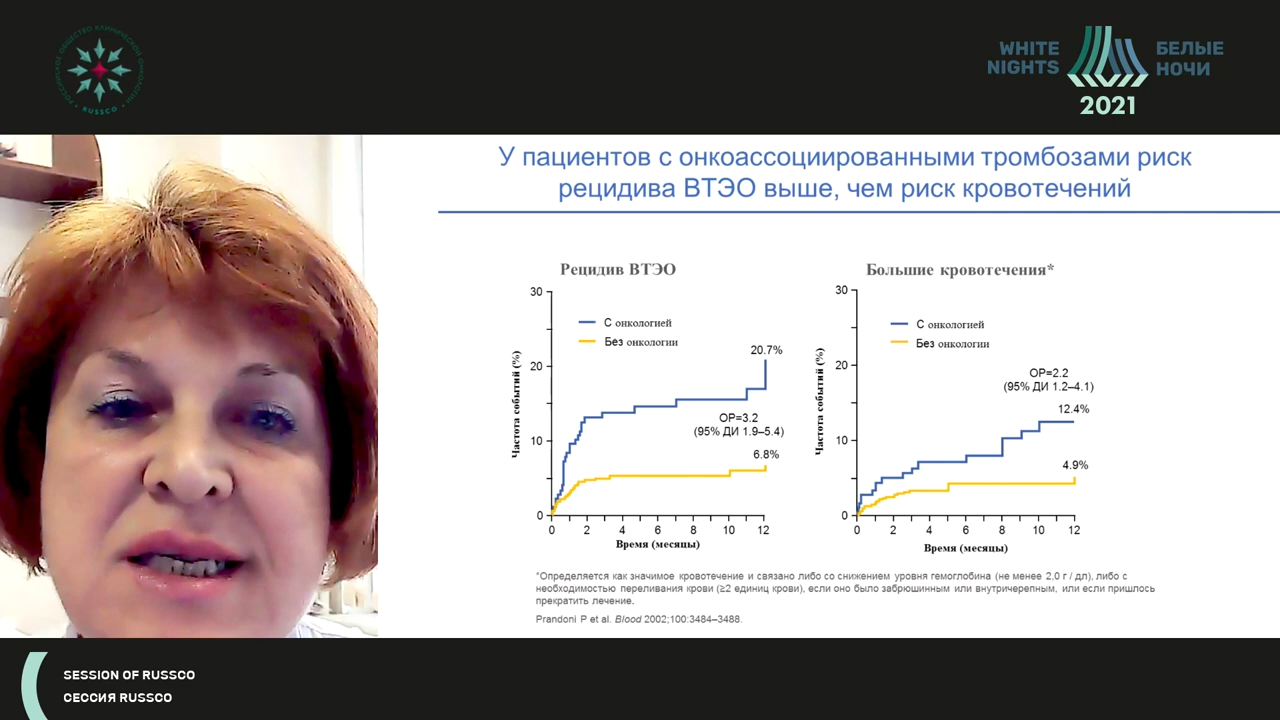 РОССИЙСКОЕ ОБЩЕСТВО КЛИНИЧЕСКОЙ ОНКОЛОГИИ
RUSSCO
WHITE
NIGHTS
БЕЛЫЕ
НОЧИ
2021
У пациентов с онкоассоциированными тромбозами риск
рецидива ВТЭО выше, чем риск кровотечений
Рецидив ВТЭО
30
20
10
0
Частота событий (%)
С онкологией
Без онкологии
20.7%
ОР=3.2
(95% ДИ 1.9–5.4)
6.8%
0 2 4 6 8 10 12
Время (месяцы)
Большие кровотечения*
30
20
10
0
Частота событий (%)
С онкологией
Без онкологии
ОР=2.2
(95% ДИ 1.2–4.1)
12.4%
4.9%
0 2 4 6 8 10 12
Время (месяцы)
*Определяется как значимое кровотечение и связано либо со снижением уровня гемоглобина (не менее 2,0 г / дл), либо с
необходимостью переливания крови (≥2 единиц крови), если оно было забрюшинным или внутричерепным, или если пришлось
прекратить лечение.
Prandoni P et al. Blood 2002;100:3484–3488.
SESSION OF RUSSCO
СЕССИЯ RUSSCO